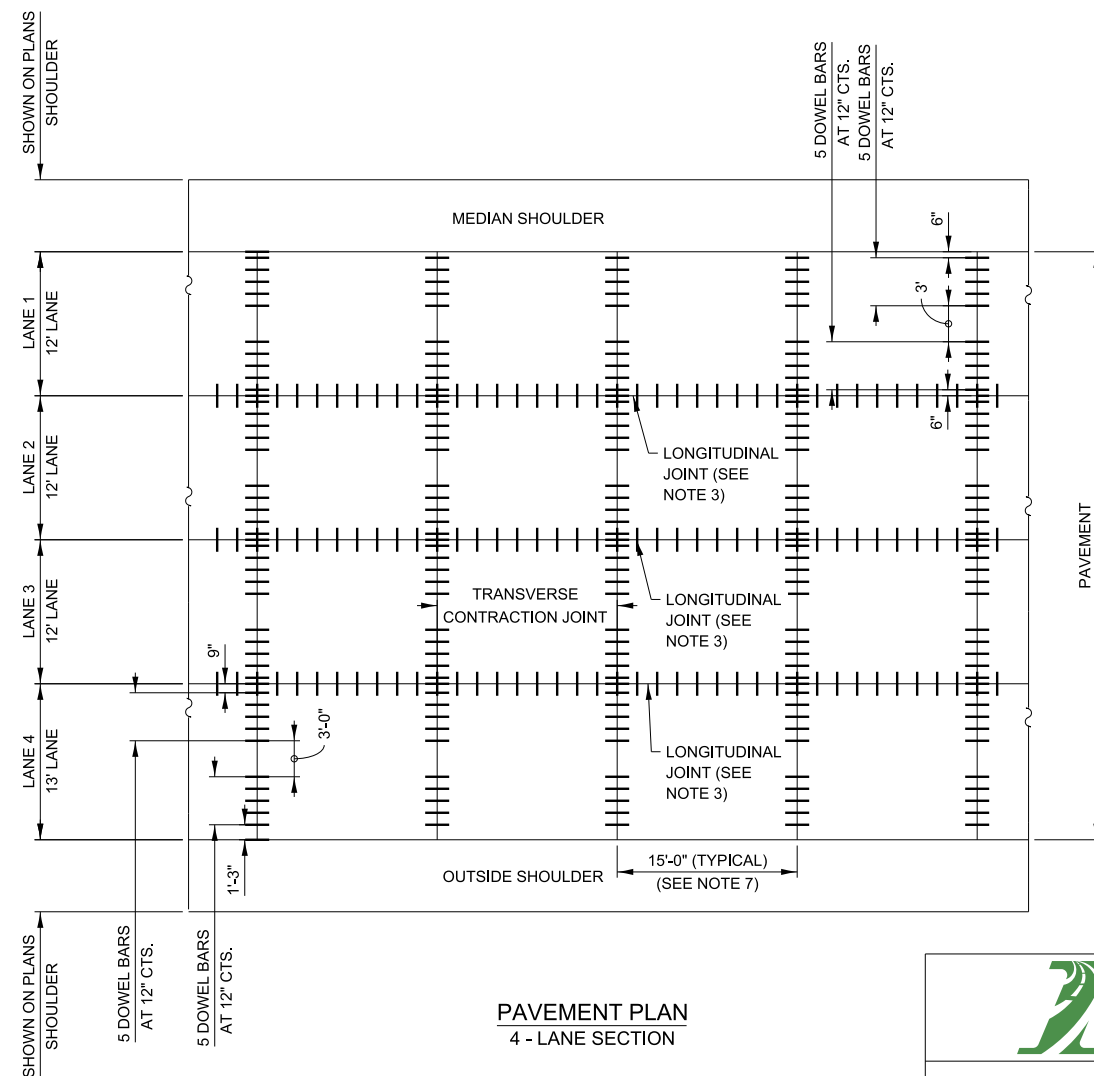 SHOWN ON PLANS
SHOULDER
5 DOWEL BARS
AT 12" CTS.
5 DOWEL BARS
AT 12" CTS.
MEDIAN SHOULDER
6"
3'
6"
LANE 1
12' LANE
LANE 2
12' LANE
LONGITUDINAL
JOINT (SEE
NOTE 3)
PAVEMENT
LANE 3
12' LANE
TRANSVERSE
CONTRACTION JOINT
LONGITUDINAL
JOINT (SEE
NOTE 3)
9"
LANE 4
13' LANE
3'-0"
LONGITUDINAL
JOINT (SEE
NOTE 3)
1'-3"
OUTSIDE SHOULDER
15'-0" (TYPICAL)
(SEE NOTE 7)
5 DOWEL BARS
AT 12" CTS.
5 DOWEL BARS
AT 12" CTS.
SHOWN ON PLANS
SHOULDER
PAVEMENT PLAN
4 - LANE SECTION